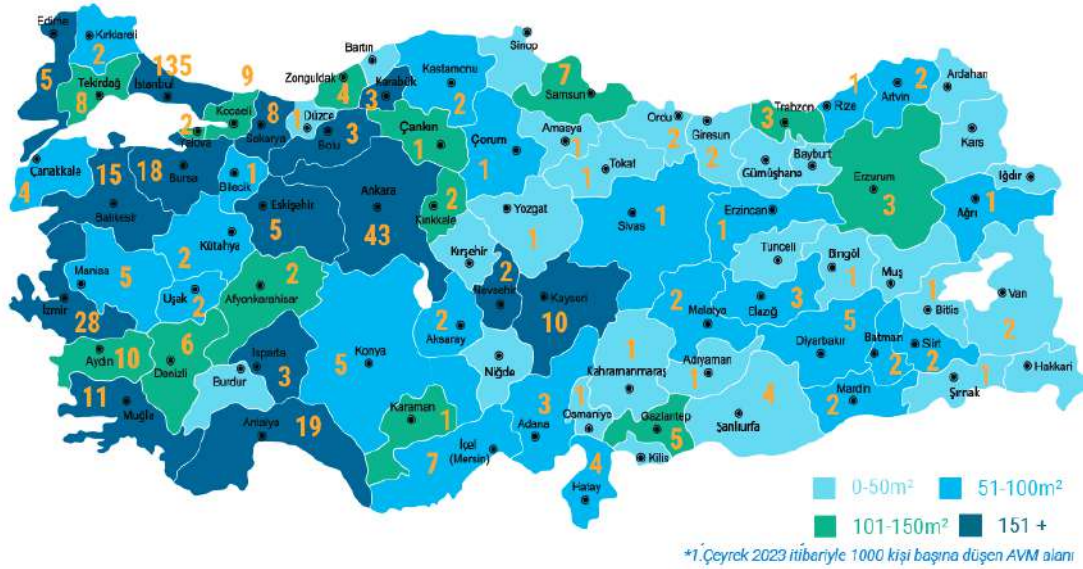 Edirne
Kırklareli
2
5
Tekirdağ
8
135
İstanbul
9
Kocaeli
2
Yalova
8
Sakarya
1
Düzce
Bartın
Zonguldak
4
3
Karabük
3
Bolu
Kastamonu
2
Sinop
7
Samsun
Çankırı
1
Çorum
1
Amasya
1
Tokat
1
Ordu
2
Giresun
2
Trabzon
3
Gümüşhane
Bayburt
1
Rize
2
Artvin
Ardahan
Kars
Iğdır
Erzurum
3
Ağrı
1
Çanakkale
4
15
Balıkesir
18
Bursa
Bilecik
1
Eskişehir
5
Ankara
43
2
Kırıkkale
Yozgat
1
Kırşehir
Sivas
1
Erzincan
1
Tunceli
Bingöl
1
Muş
1
Bitlis
Van
2
Hakkari
Manisa
5
Kütahya
2
Uşak
2
Afyonkarahisar
2
İzmir
28
Aydın
10
Denizli
6
Burdur
Isparta
3
11
Muğla
Antalya
19
Konya
5
Aksaray
2
2
Nevşehir
Kayseri
10
Niğde
Karaman
1
İçel
(Mersin)
7
Adana
3
1
Osmaniye
4
Hatay
1
Kahramanmaraş
Malatya
2
Elazığ
3
Adıyaman
1
Gaziantep
5
Kilis
Şanlıurfa
4
Diyarbakır
5
Batman
2
Siirt
2
Mardin
2
Şırnak
1
0-50m² 51-100m²
101-150m² 151 +
*1.Çeyrek 2023 itibariyle 1000 kişi başına düşen AVM alanı